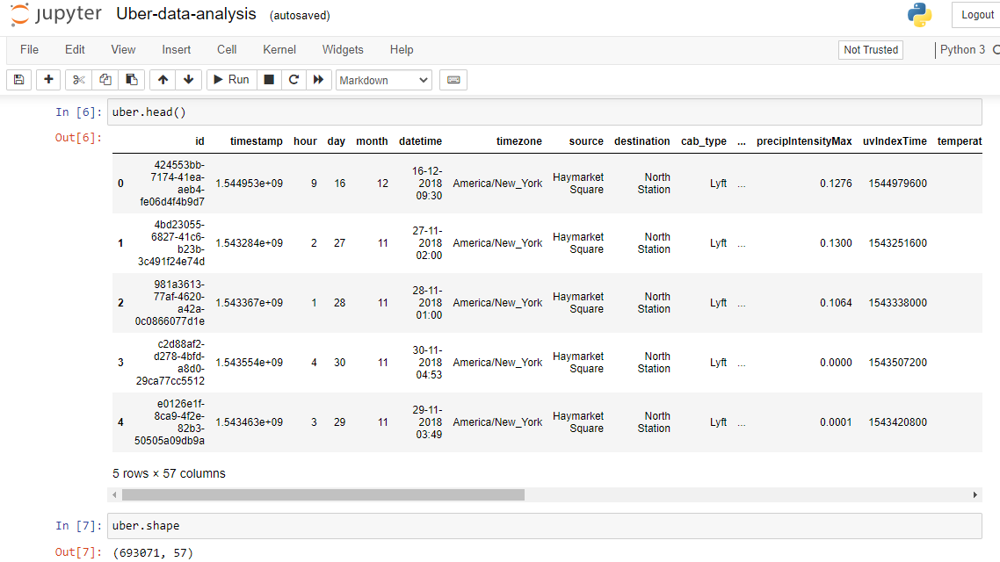 jupyter Uber-data-analysis (autosaved)
Logout
File Edit View Insert Cell Kernel Widgets Help
Not Trusted
Python 3
Run
Markdown
In [6]: uber.head()
Out[6]:
id timestamp hour day month datetime timezone source destination cab_type ... precipIntensityMax uvIndexTime temperat
0 424553bb-7174-41ea-aeb4-fe06d4f4b9d7 1.544953e+09 9 16 12 16-12-2018 09:30 America/New_York Haymarket Square North Station Lyft ... 0.1276 1544979600
1 4bd23055-6827-41c6-b23b-3c491f24e74d 1.543284e+09 2 27 11 27-11-2018 02:00 America/New_York Haymarket Square North Station Lyft ... 0.1300 1543251600
2 981a3613-77af-4620-a42a-0c0866077d1e 1.543367e+09 1 28 11 28-11-2018 01:00 America/New_York Haymarket Square North Station Lyft ... 0.1064 1543338000
3 c2d88af2-d278-4bfd-a8d0-29ca77cc5512 1.543554e+09 4 30 11 30-11-2018 04:53 America/New_York Haymarket Square North Station Lyft ... 0.0000 1543507200
4 e0126e1f-8ca9-4f2e-82b3-50505a09db9a 1.543463e+09 3 29 11 29-11-2018 03:49 America/New_York Haymarket Square North Station Lyft ... 0.0001 1543420800
5 rows × 57 columns
In [7]: uber.shape
Out[7]: (693071, 57)